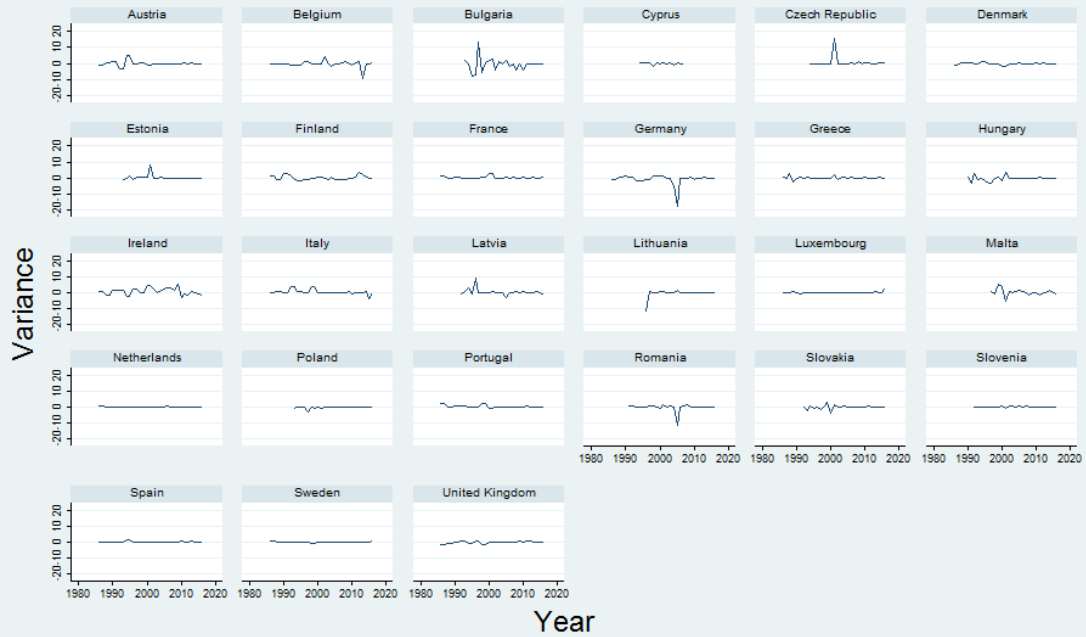 Austria Belgium Bulgaria Cyprus Czech Republic Denmark
-20 -10 0 10 20
Estonia Finland France Germany Greece Hungary
-20 -10 0 10 20
Ireland Italy Latvia Lithuania Luxembourg Malta
-20 -10 0 10 20
Variance
Netherlands Poland Portugal Romania Slovakia Slovenia
-20 -10 0 10 20
1980 1990 2000 2010 2020 1980 1990 2000 2010 2020 1980 1990 2000 2010 2020
Spain Sweden United Kingdom
-20 -10 0 10 20
1980 1990 2000 2010 2020 1980 1990 2000 2010 2020 1980 1990 2000 2010 2020
Year